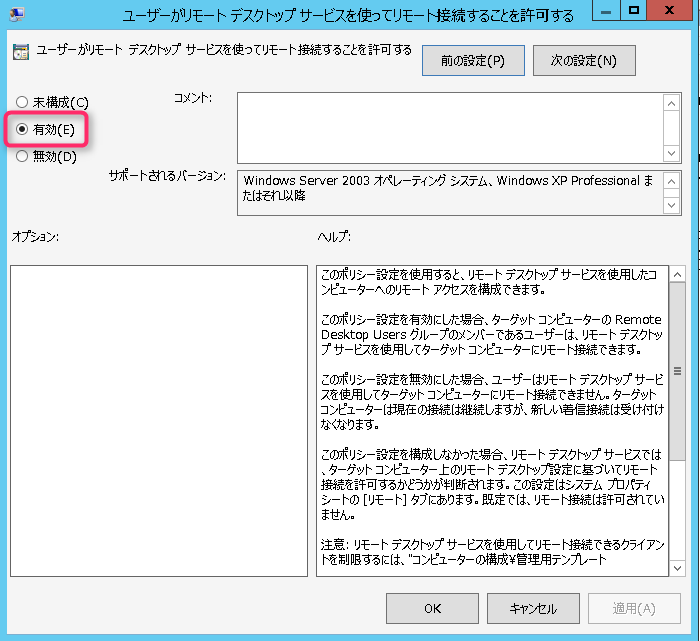 ユーザーがリモート デスクトップ サービスを使ってリモート接続することを許可する
ユーザーがリモート デスクトップ サービスを使ってリモート接続することを許可する
前の設定(P)
次の設定(N)
未構成(C)
有効(E)
無効(D)
コメント:
サポートされるバージョン:
Windows Server 2003 オペレーティング システム、Windows XP Professional ま
たはそれ以降
オプション:
ヘルプ:
このポリシー設定を使用すると、リモート デスクトップ サービスを使用したコ
ンピューターへのリモート アクセスを構成できます。
このポリシー設定を有効にした場合、ターゲット コンピューターの Remote
Desktop Users グループのメンバーであるユーザーは、リモート デスクトッ
プ サービスを使用してターゲット コンピューターにリモート接続できます。
このポリシー設定を無効にした場合、ユーザーはリモート デスクトップ サービ
スを使用してターゲット コンピューターにリモート接続できません。ターゲット
コンピューターは現在の接続は継続しますが、新しい着信接続は受け付け
なくなります。
このポリシー設定を構成しなかった場合、リモート デスクトップ サービスでは、
ターゲット コンピューター上のリモート デスクトップ設定に基づいてリモート
接続を許可するかどうかが判断されます。この設定はシステム プロパティ
シートの [リモート] タブにあります。既定では、リモート接続は許可されていま
せん。
注意: リモート デスクトップ サービスを使用してリモート接続できるクライアン
トを制限するには、"コンピューターの構成¥管理用テンプレート
OK
キャンセル
適用(A)